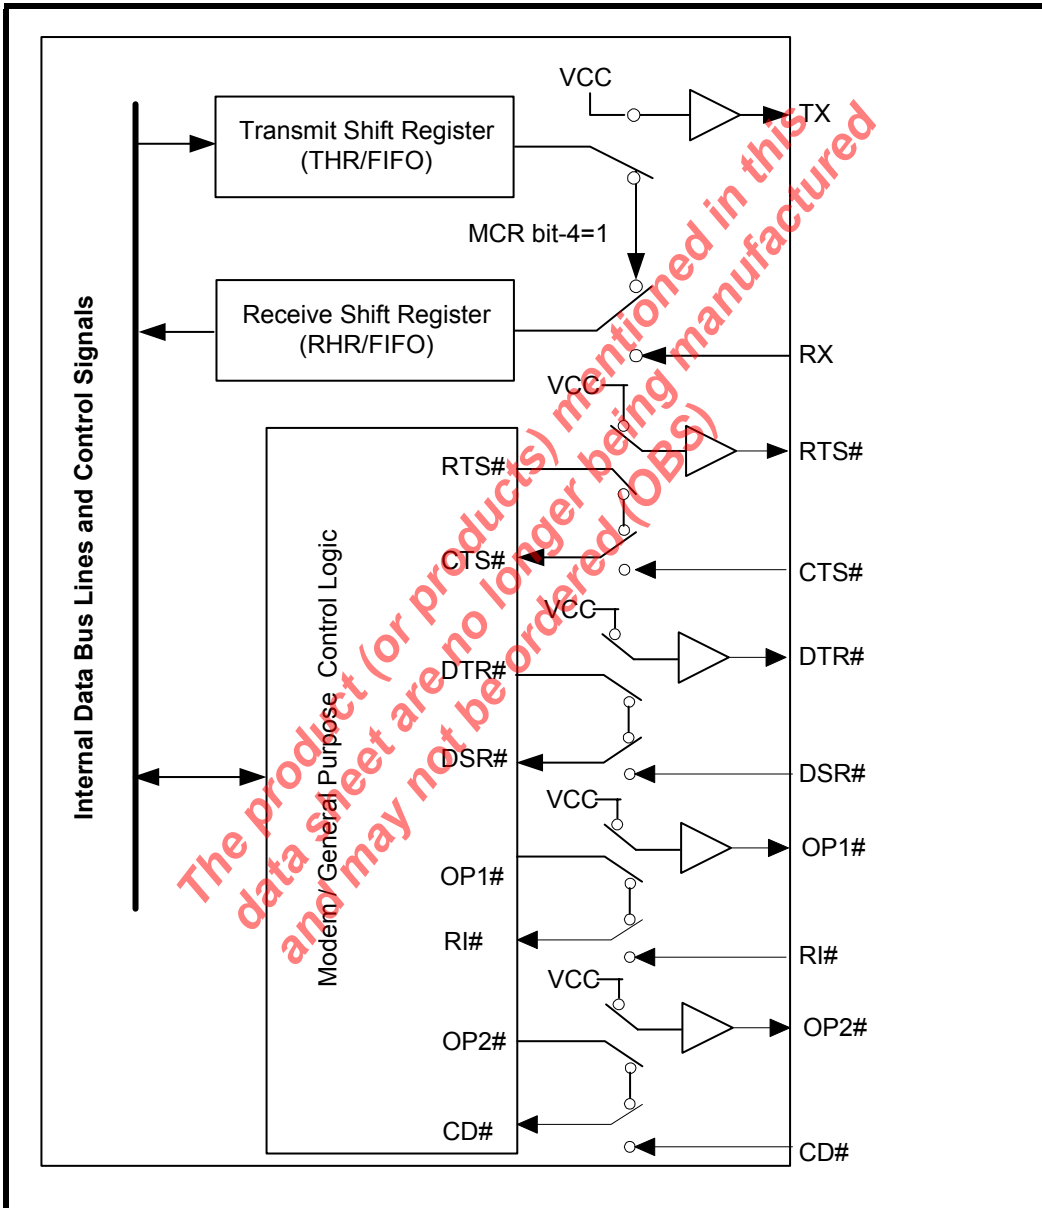 VCC
TX
Transmit Shift Register
(THR/FIFO)
MCR bit-4=1
Receive Shift Register
(RHR/FIFO)
RX
VCC
RTS#
RTS#
CTS#
CTS#
VCC
DTR#
DTR#
DSR#
DSR#
VCC
OP1#
OP1#
RI#
RI#
VCC
OP2#
OP2#
CD#
CD#
Internal Data Bus Lines and Control Signals
Modem / General Purpose Control Logic
The product (or products) mentioned in this
data sheet are no longer being manufactured
and may not be ordered (OBS)